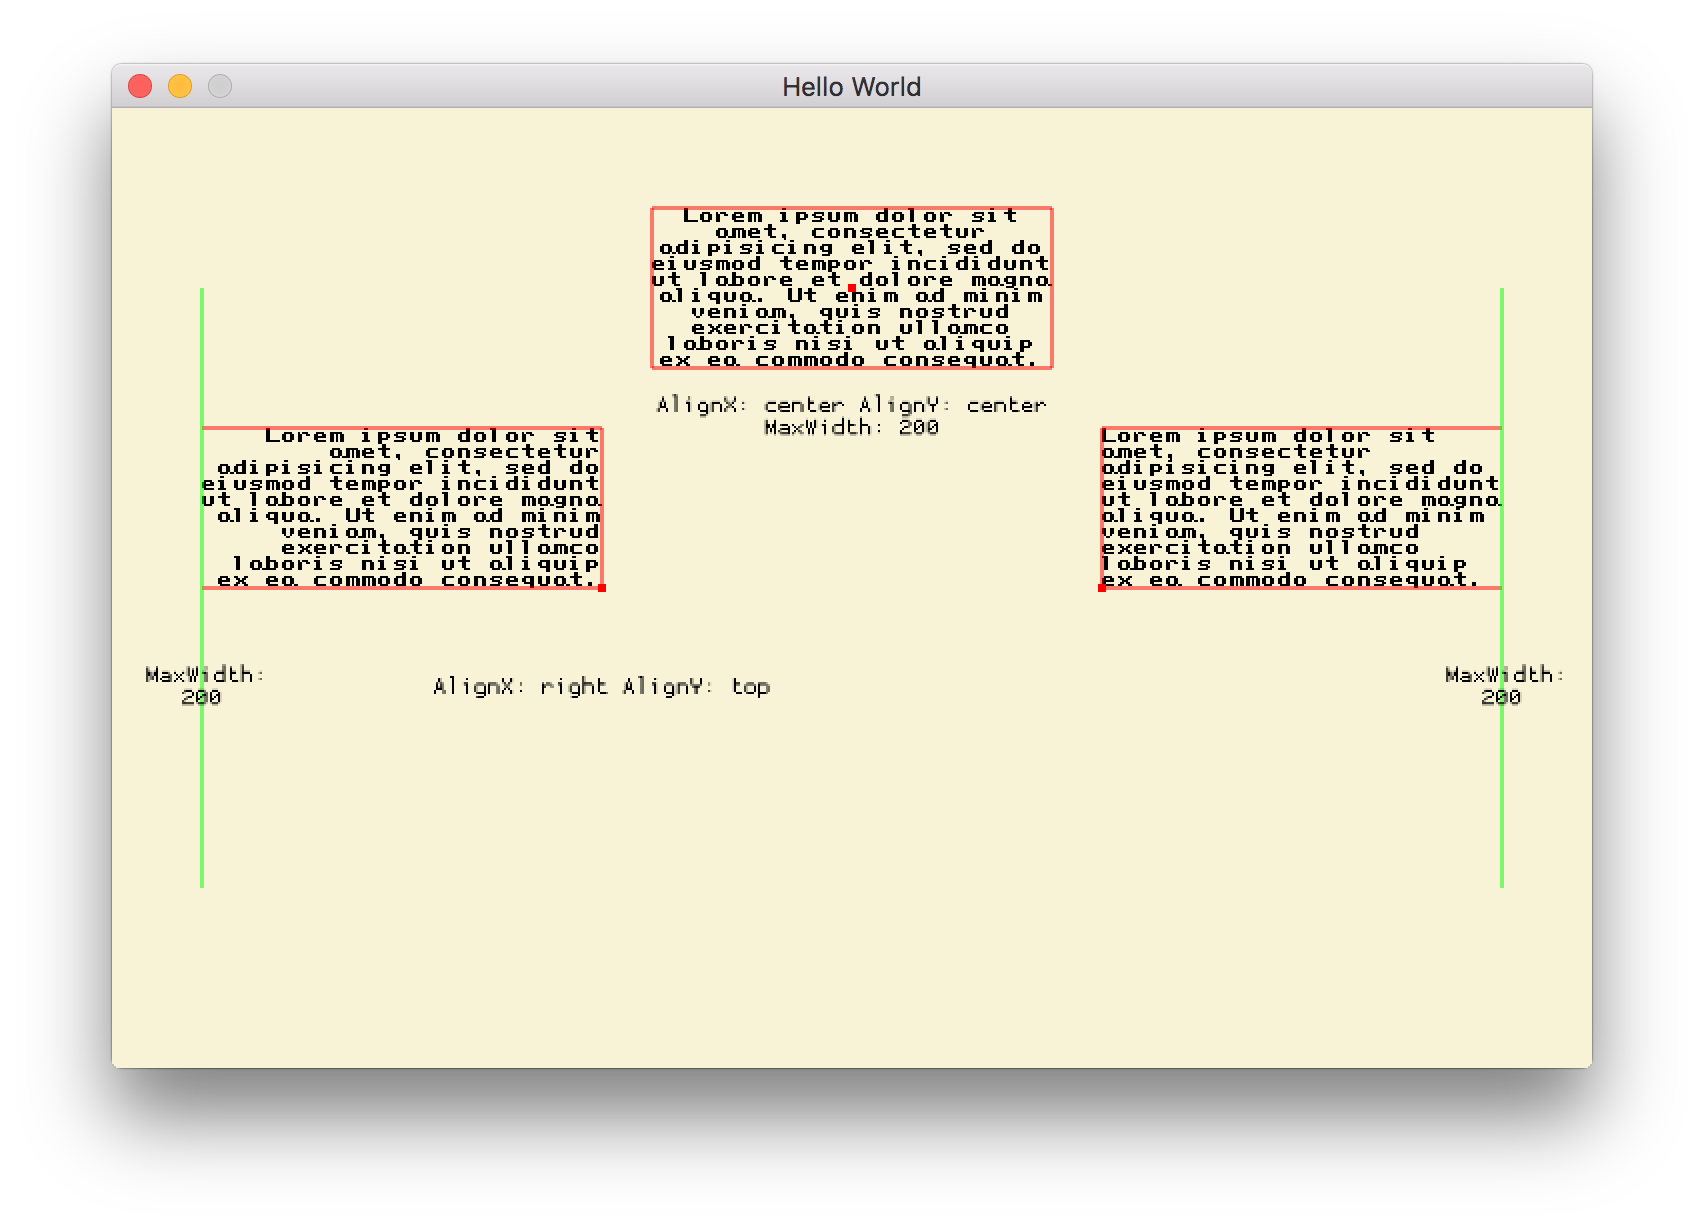 Hello World
Lorem ipsum dolor sit
amet, consectetur
adipisicing elit, sed do
eiusmod tempor incididunt
ut labore et dolore magna
aliqua. Ut enim ad minim
veniam, quis nostrud
exercitation ullamco
laboris nisi ut aliquip
ex ea commodo consequat.
AlignX: center AlignY: center
MaxWidth: 200
Lorem ipsum dolor sit
amet, consectetur
adipisicing elit, sed do
eiusmod tempor incididunt
ut labore et dolore magna
aliqua. Ut enim ad minim
veniam, quis nostrud
exercitation ullamco
laboris nisi ut aliquip
ex ea commodo consequat.
Lorem ipsum dolor sit
amet, consectetur
adipisicing elit, sed do
eiusmod tempor incididunt
ut labore et dolore magna
aliqua. Ut enim ad minim
veniam, quis nostrud
exercitation ullamco
laboris nisi ut aliquip
ex ea commodo consequat.
MaxWidth:
200
AlignX: right AlignY: top
MaxWidth:
200